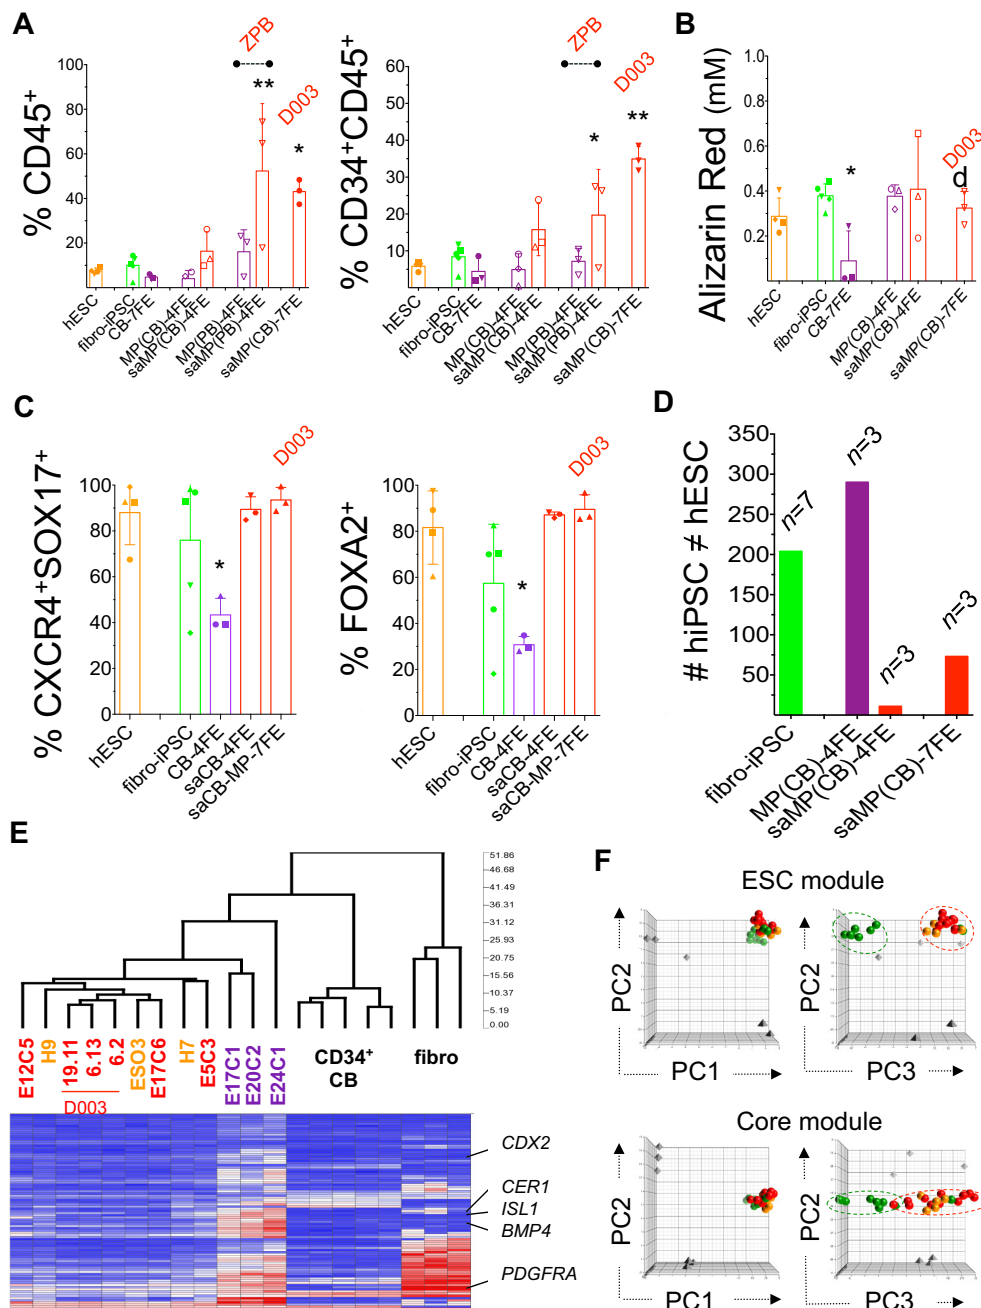 A
ZPB
D003
% CD45+
100
80
60
40
20
**
*
hESC
fibro-iPSC
CB-7FE
MP(CB)-4FE
saMP(CB)-4FE
MP(PB)-4FE
saMP(PB)-4FE
saMP(CB)-7FE
ZPB
D003
% CD34+CD45+
60
50
40
30
20
10
0
*
**
hESC
fibro-iPSC
CB-7FE
MP(CB)-4FE
saMP(CB)-4FE
MP(PB)-4FE
saMP(PB)-4FE
saMP(CB)-7FE
B
Alizarin Red (mM)
1.0
0.8
0.6
0.4
0.2
0.0
*
D003
d
hESC
fibro-iPSC
CB-7FE
MP(CB)-4FE
saMP(CB)-4FE
saMP(CB)-7FE
C
D003
% CXCR4+SOX17+
100
80
60
40
20
0
*
hESC
fibro-iPSC
CB-4FE
saCB-4FE
saCB-MP-7FE
D003
% FOXA2+
100
80
60
40
20
0
*
hESC
fibro-iPSC
CB-4FE
saCB-4FE
saCB-MP-7FE
D
# hiPSC ≠ hESC
350
300
250
200
150
100
50
n=7
n=3
n=3
n=3
fibro-iPSC
MP(CB)-4FE
saMP(CB)-4FE
saMP(CB)-7FE
E
51.86
46.68
41.49
36.31
31.12
25.93
20.75
15.56
10.37
5.19
0.00
E12C5
H9
19.11
6.13
6.2
ESO3
E17C6
H7
E5C3
E17C1
E20C2
E24C1
CD34+
CB
fibro
D003
CDX2
CER1
ISL1
BMP4
PDGFRA
F
ESC module
PC2
PC1
PC2
PC3
Core module
PC2
PC1
PC2
PC3